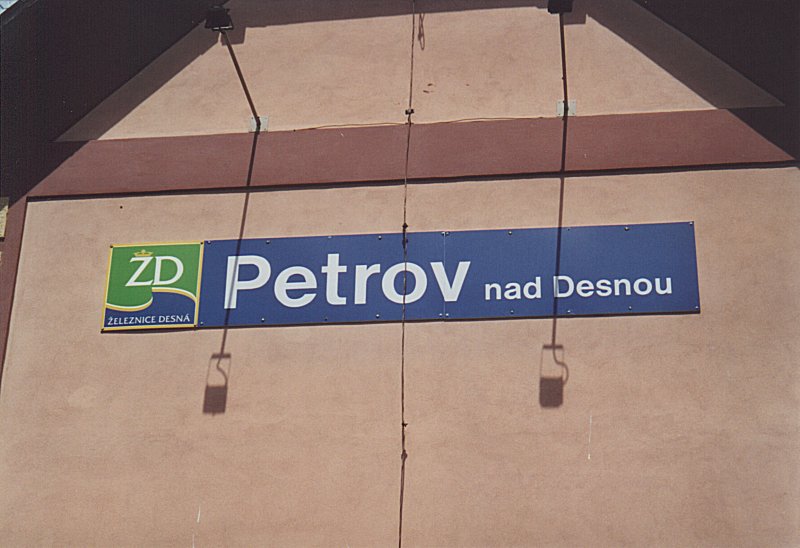 ŽD
ŽELEZNICE DESNÁ
Petrov nad Desnou